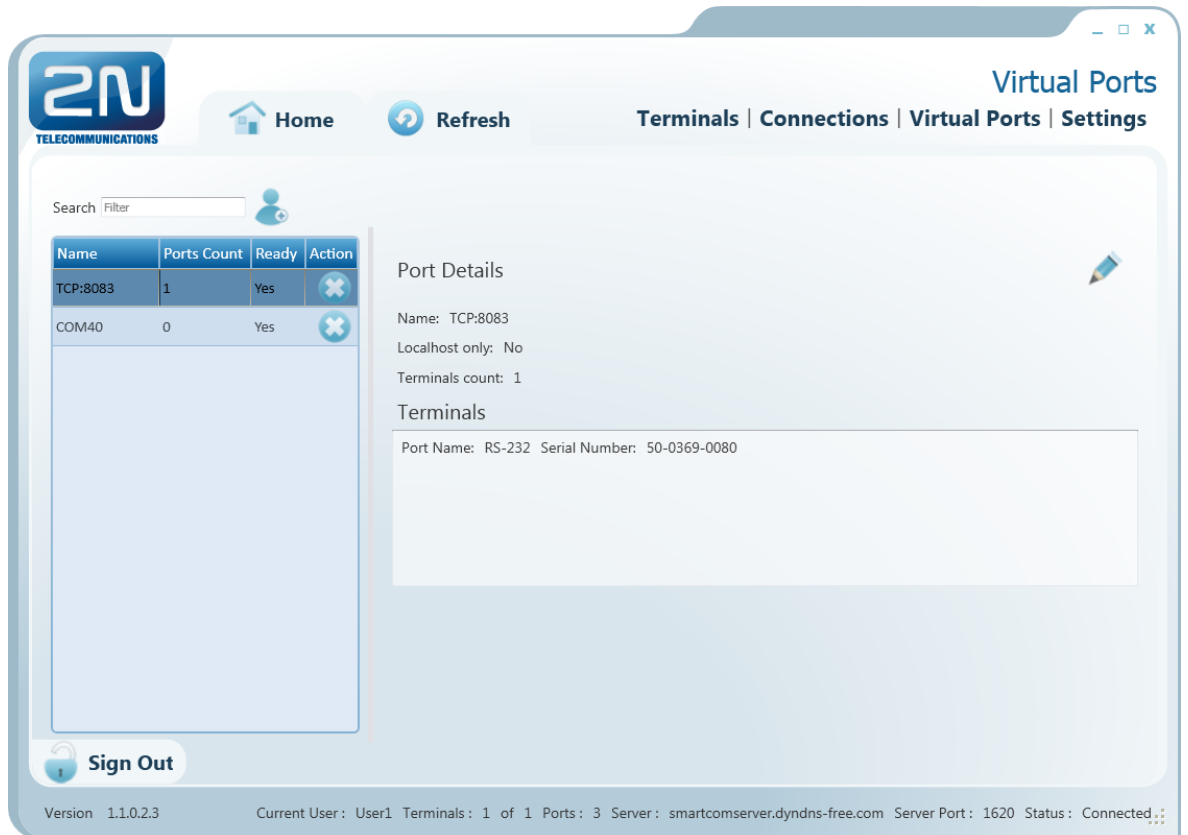 2N
TELECOMMUNICATIONS
Home
Refresh
Virtual Ports
Terminals | Connections | Virtual Ports | Settings
Search Filter
Name Ports Count Ready Action
TCP:8083 1 Yes
COM40 0 Yes
Port Details
Name: TCP:8083
Localhost only: No
Terminals count: 1
Terminals
Port Name: RS-232 Serial Number: 50-0369-0080
Sign Out
Version 1.1.0.2.3 Current User : User1 Terminals : 1 of 1 Ports : 3 Server : smartcomserver.dyndns-free.com Server Port : 1620 Status : Connected